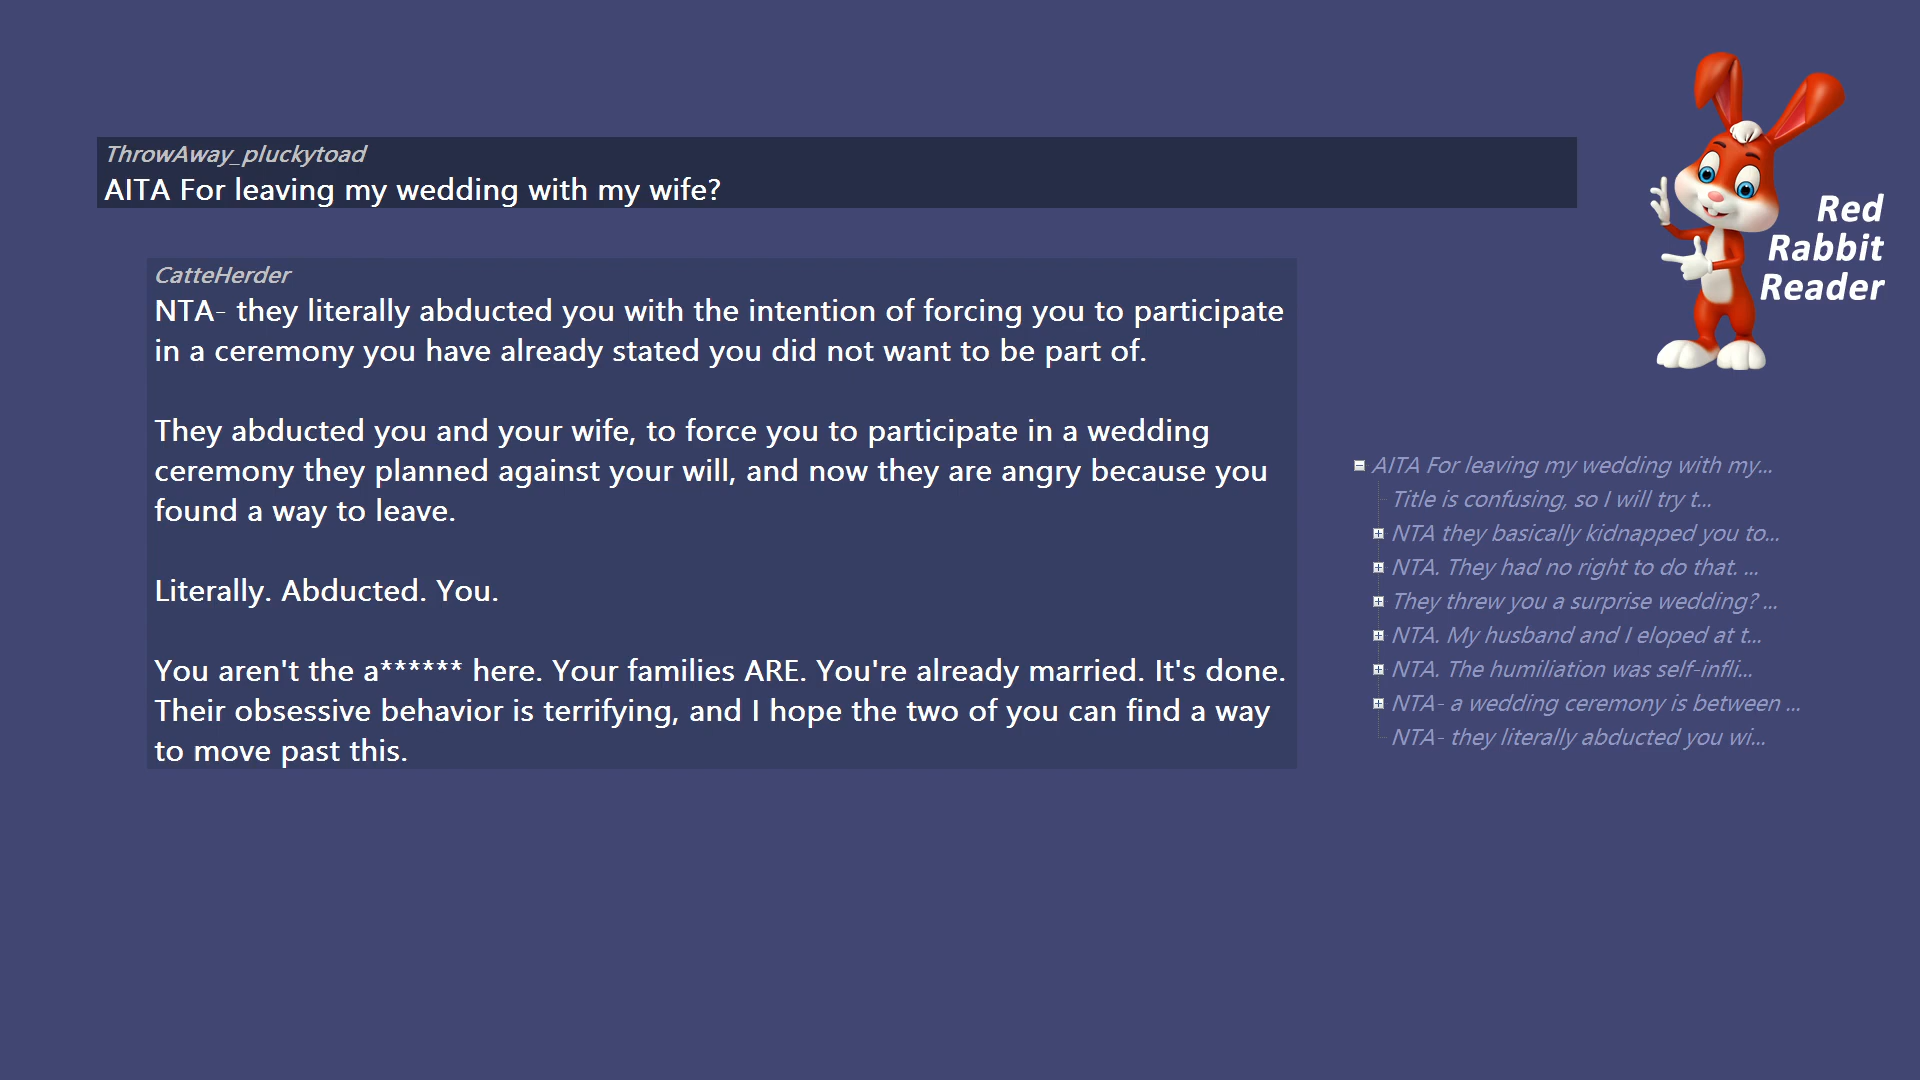 ThrowAway_pluckytoad
AITA For leaving my wedding with my wife?
CatteHerder
NTA- they literally abducted you with the intention of forcing you to participate
in a ceremony you have already stated you did not want to be part of.
They abducted you and your wife, to force you to participate in a wedding
ceremony they planned against your will, and now they are angry because you
found a way to leave.
Literally. Abducted. You.
You aren't the a****** here. Your families ARE. You're already married. It's done.
Their obsessive behavior is terrifying, and I hope the two of you can find a way
to move past this.
Red
Rabbit
Reader
AITA For leaving my wedding with my...
Title is confusing, so I will try t...
NTA they basically kidnapped you to...
NTA. They had no right to do that. ...
They threw you a surprise wedding? ...
NTA. My husband and I eloped at t...
NTA. The humiliation was self-infli...
NTA- a wedding ceremony is between ...
NTA- they literally abducted you wi...